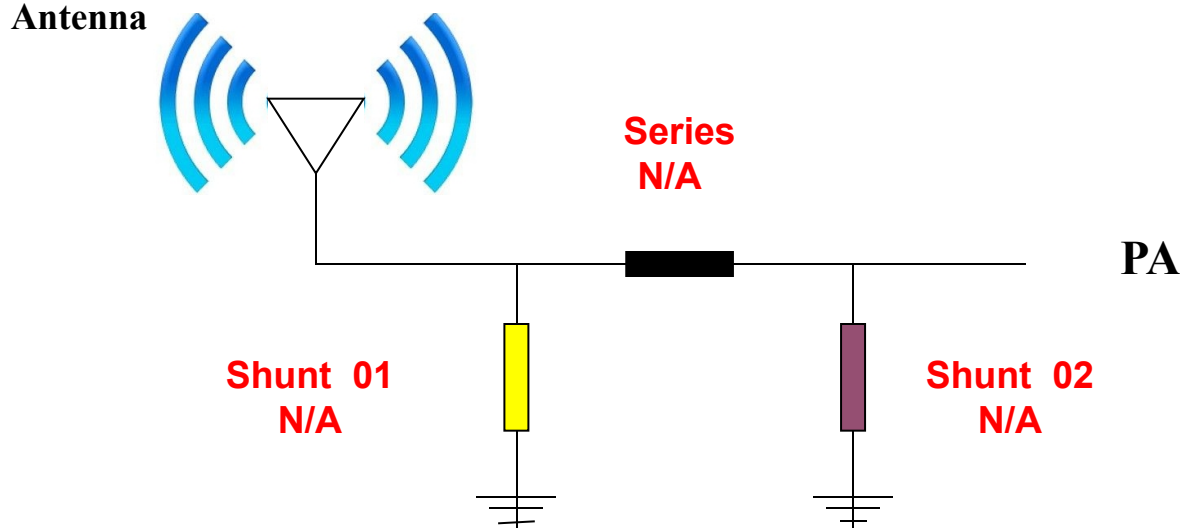 Antenna
Series
N/A
PA
Shunt 01
N/A
Shunt 02
N/A